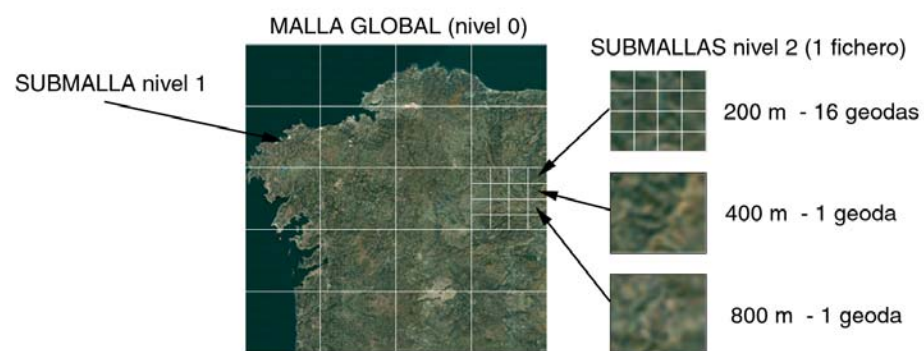 MALLA GLOBAL (nivel 0)
SUBMALLAS nivel 2 (1 fichero)
SUBMALLA nivel 1
200 m - 16 geodas
400 m - 1 geoda
800 m - 1 geoda